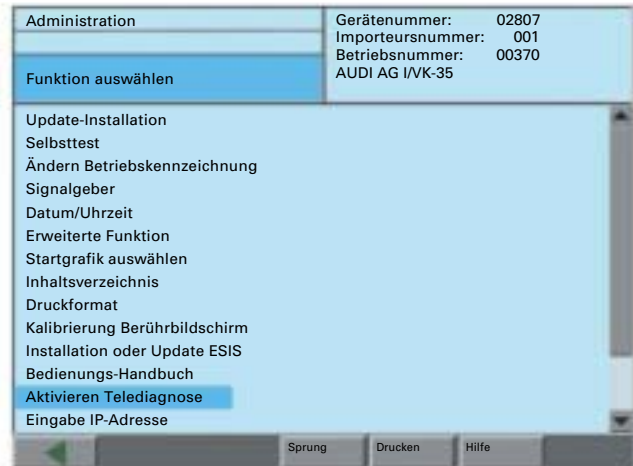 Administration
Funktion auswählen
Gerätenummer: 02807
Importeursnummer: 001
Betriebsnummer: 00370
AUDI AG I/VK-35
Update-Installation
Selbsttest
Ändern Betriebskennzeichnung
Signalgeber
Datum/Uhrzeit
Erweiterte Funktion
Startgrafik auswählen
Inhaltsverzeichnis
Druckformat
Kalibrierung Berührbildschirm
Installation oder Update ESIS
Bedienungs-Handbuch
Aktivieren Telediagnose
Eingabe IP-Adresse
Sprung Drucken Hilfe